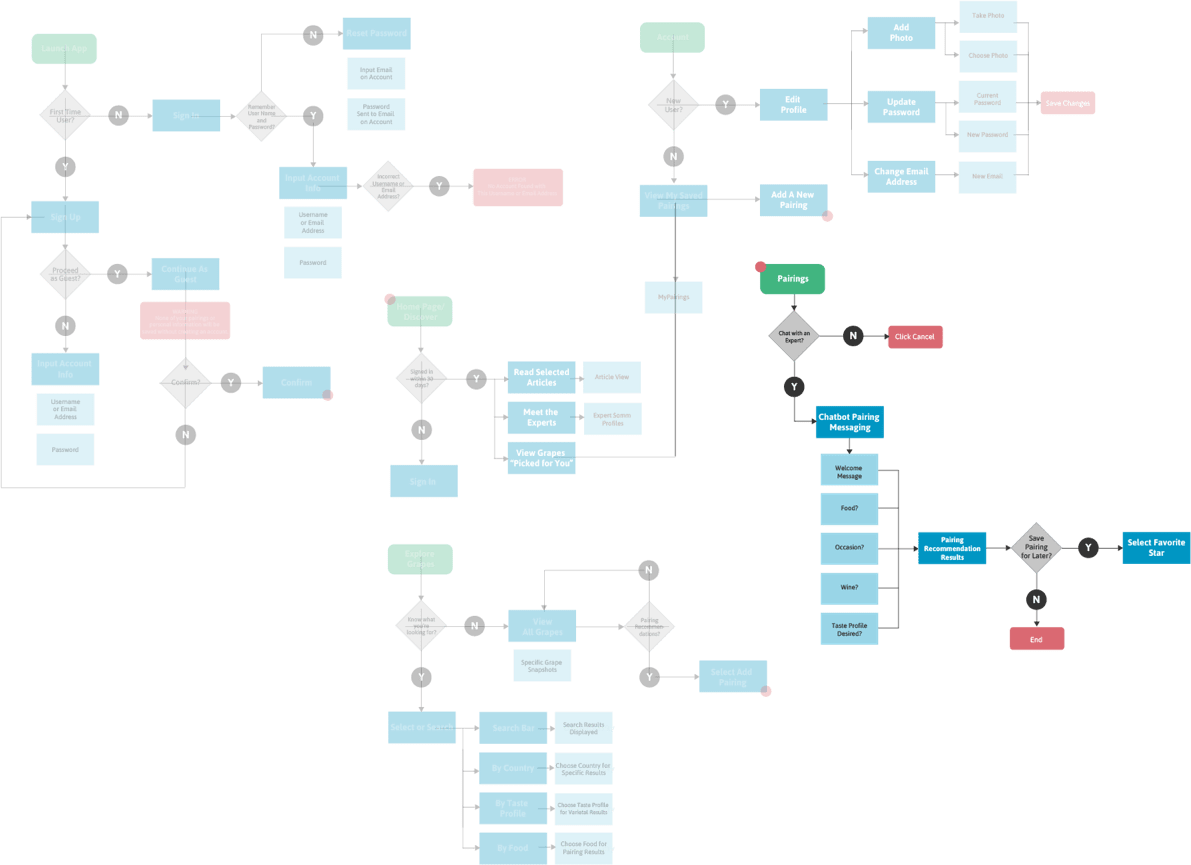 Launch App
First Time
User?
N
Sign In
Remember
User Name
and
Password?
N
Reset Password
Input Email
on Account
Password
Sent to Email
on Account
Y
Input Account
Info
Username
or Email
Address
Password
Incorrect
Username or
Email
Address?
Y
Y
Sign Up
Proceed
as Guest?
Y
Continue As
Guest
N
Input Account
Info
Username
or Email
Address
Password
Confirm?
Y
Confirm
N
Home Page/
Discover
Signed in
within 30
days?
Y
Read Selected
Articles
Article View
Meet the
Experts
Expert Somm
Profiles
View Grapes
"Picked for You"
N
Sign In
Account
New
User?
Y
Edit
Profile
Add
Photo
Take Photo
Choose Photo
Update
Password
Current
Password
New Password
Change Email
Address
New Email
Save Changes
N
View My Saved
Pairings
Add A New
Pairing
MyPairings
Pairings
Chat with an
Expert?
N
Click Cancel
Y
Chatbot Pairing
Messaging
Welcome
Message
Food?
Occasion?
Wine?
Taste Profile
Desired?
Pairing
Recommendation
Results
Save
Pairing
for Later?
Y
Select Favorite
Star
N
End
Explore
Grapes
Know what
you're
looking for?
N
View
All Grapes
Specific Grape
Snapshots
Pairing
Recommen-
dations?
N
Y
Select Add
Pairing
Y
Select or Search
Search Bar
Search Results
Displayed
By Country
Choose Country for
Specific Results
By Taste
Profile
Choose Taste Profile
for Varietal Results
By Food
Choose Food for
Pairing Results